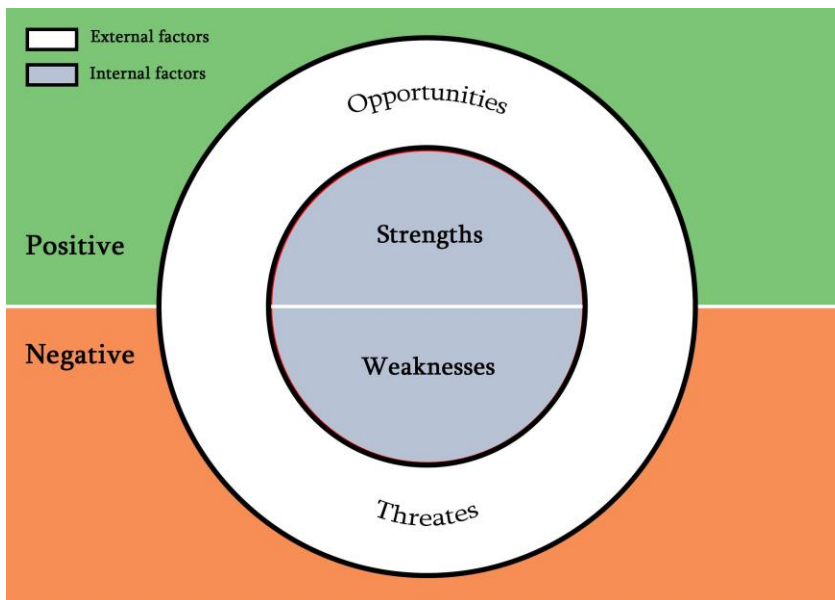 External factors
Internal factors
Opportunities
Strengths
Positive
Negative
Weaknesses
Threates